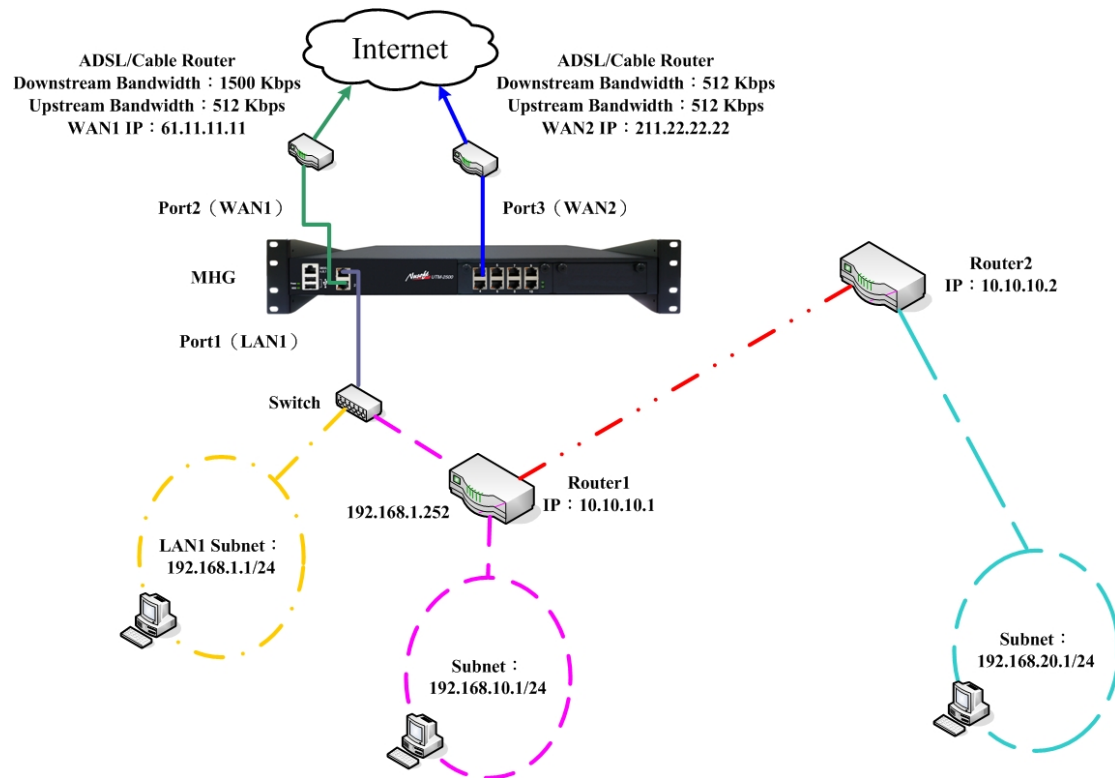 Internet
ADSL/Cable Router
Downstream Bandwidth：1500 Kbps
Upstream Bandwidth：512 Kbps
WAN1 IP：61.11.11.11
ADSL/Cable Router
Downstream Bandwidth：512 Kbps
Upstream Bandwidth：512 Kbps
WAN2 IP：211.22.22.22
Port2（WAN1）
Port3（WAN2）
MHG
UTM-2500
Router2
IP：10.10.10.2
Port1（LAN1）
Switch
Router1
IP：10.10.10.1
192.168.1.252
LAN1 Subnet：
192.168.1.1/24
Subnet：
192.168.10.1/24
Subnet：
192.168.20.1/24